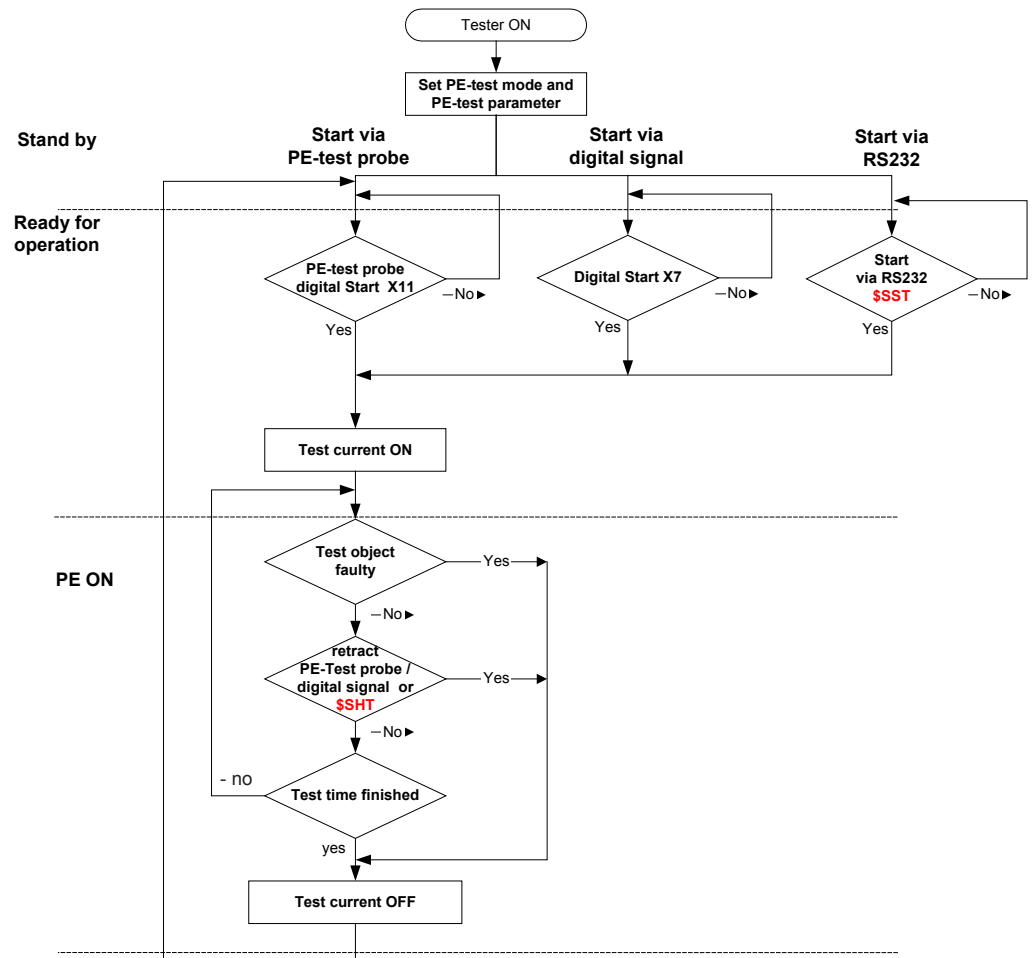 Tester ON
Set PE-test mode and
PE-test parameter
Stand by
Start via
PE-test probe
Start via
digital signal
Start via
RS232
Ready for
operation
PE-test probe
digital Start X11
No
Yes
Digital Start X7
No
Yes
Start
via RS232
$SST
No
Yes
Test current ON
PE ON
Test object
faulty
Yes
No
retract
PE-Test probe /
digital signal or
$SHT
Yes
No
Test time finished
- no
yes
Test current OFF